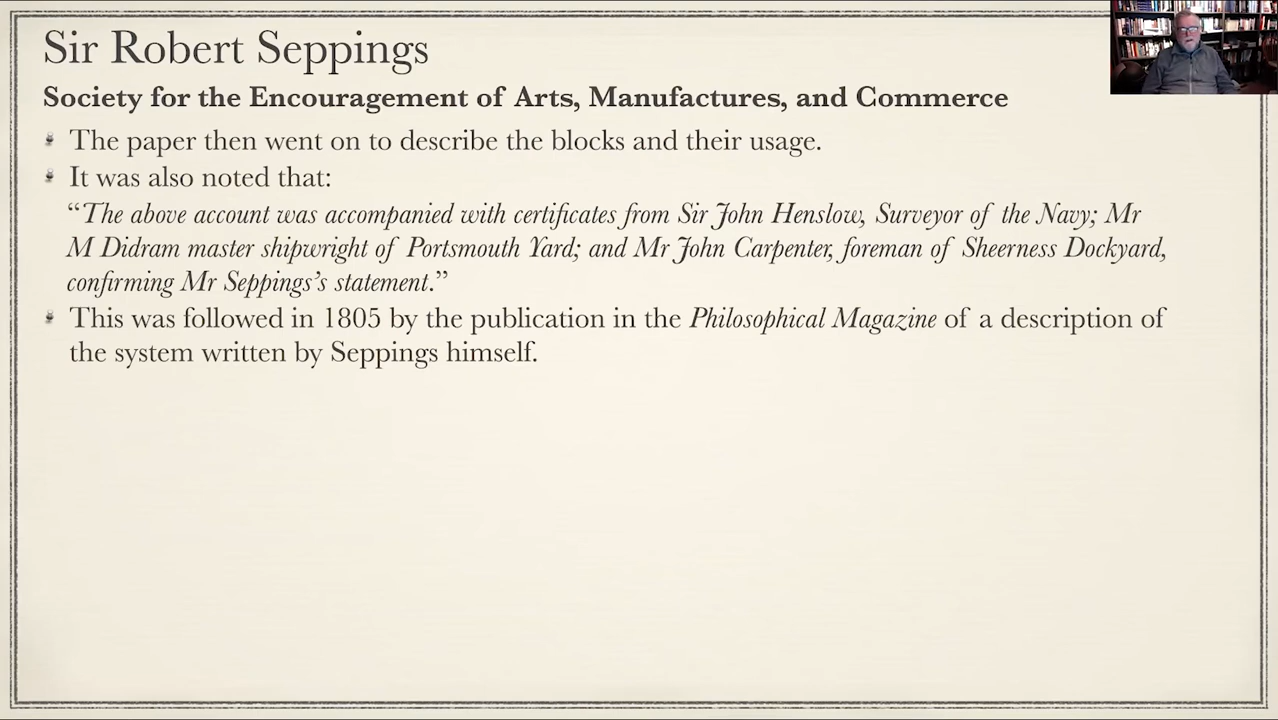 Sir Robert Seppings
Society for the Encouragement of Arts, Manufactures, and Commerce
The paper then went on to describe the blocks and their usage.
It was also noted that:
“The above account was accompanied with certificates from Sir John Henslow, Surveyor of the Navy; Mr
M Didram master shipwright of Portsmouth Yard; and Mr John Carpenter, foreman of Sheerness Dockyard,
confirming Mr Seppings’s statement.”
This was followed in 1805 by the publication in the Philosophical Magazine of a description of
the system written by Seppings himself.